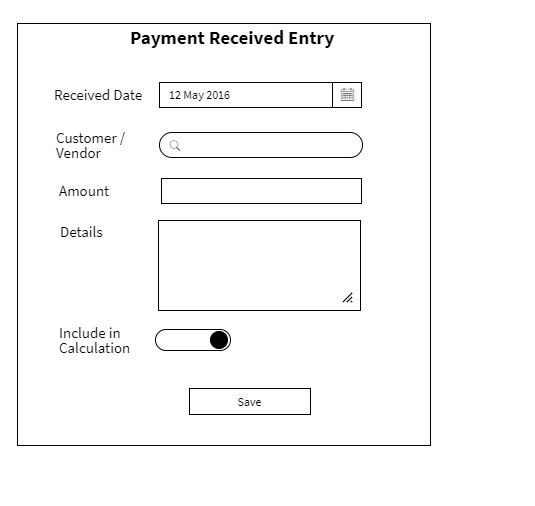 Payment Received Entry
Received Date
12 May 2016
Customer /
Vendor
Amount
Details
Include in
Calculation
Save